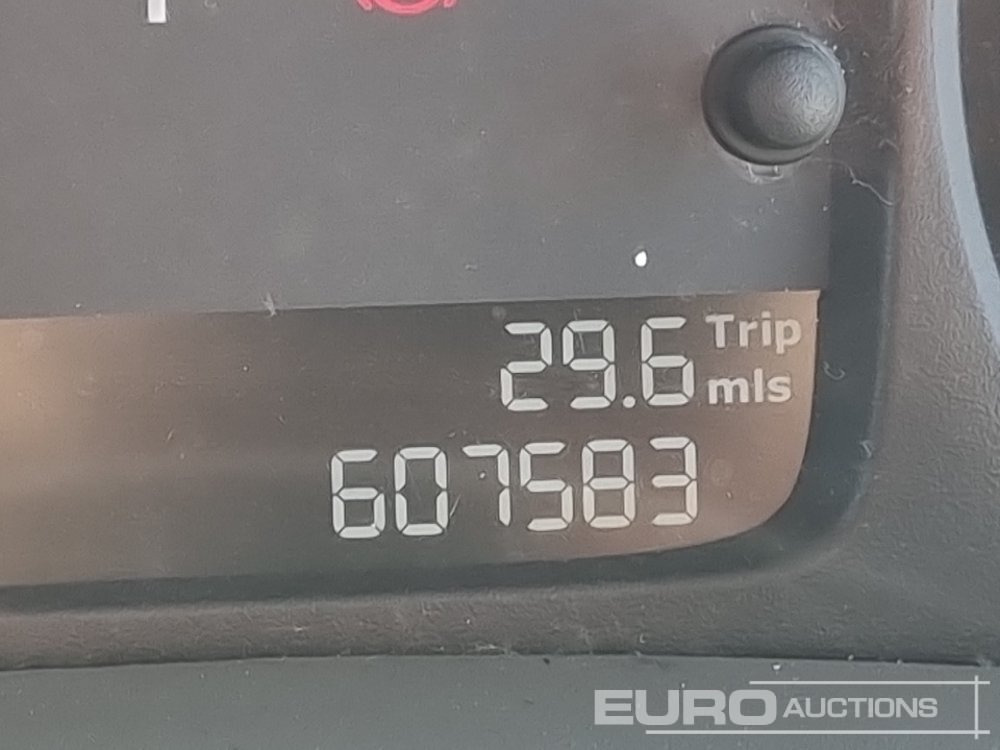 29.6 Trip
mls
607583
EURO AUCTIONS